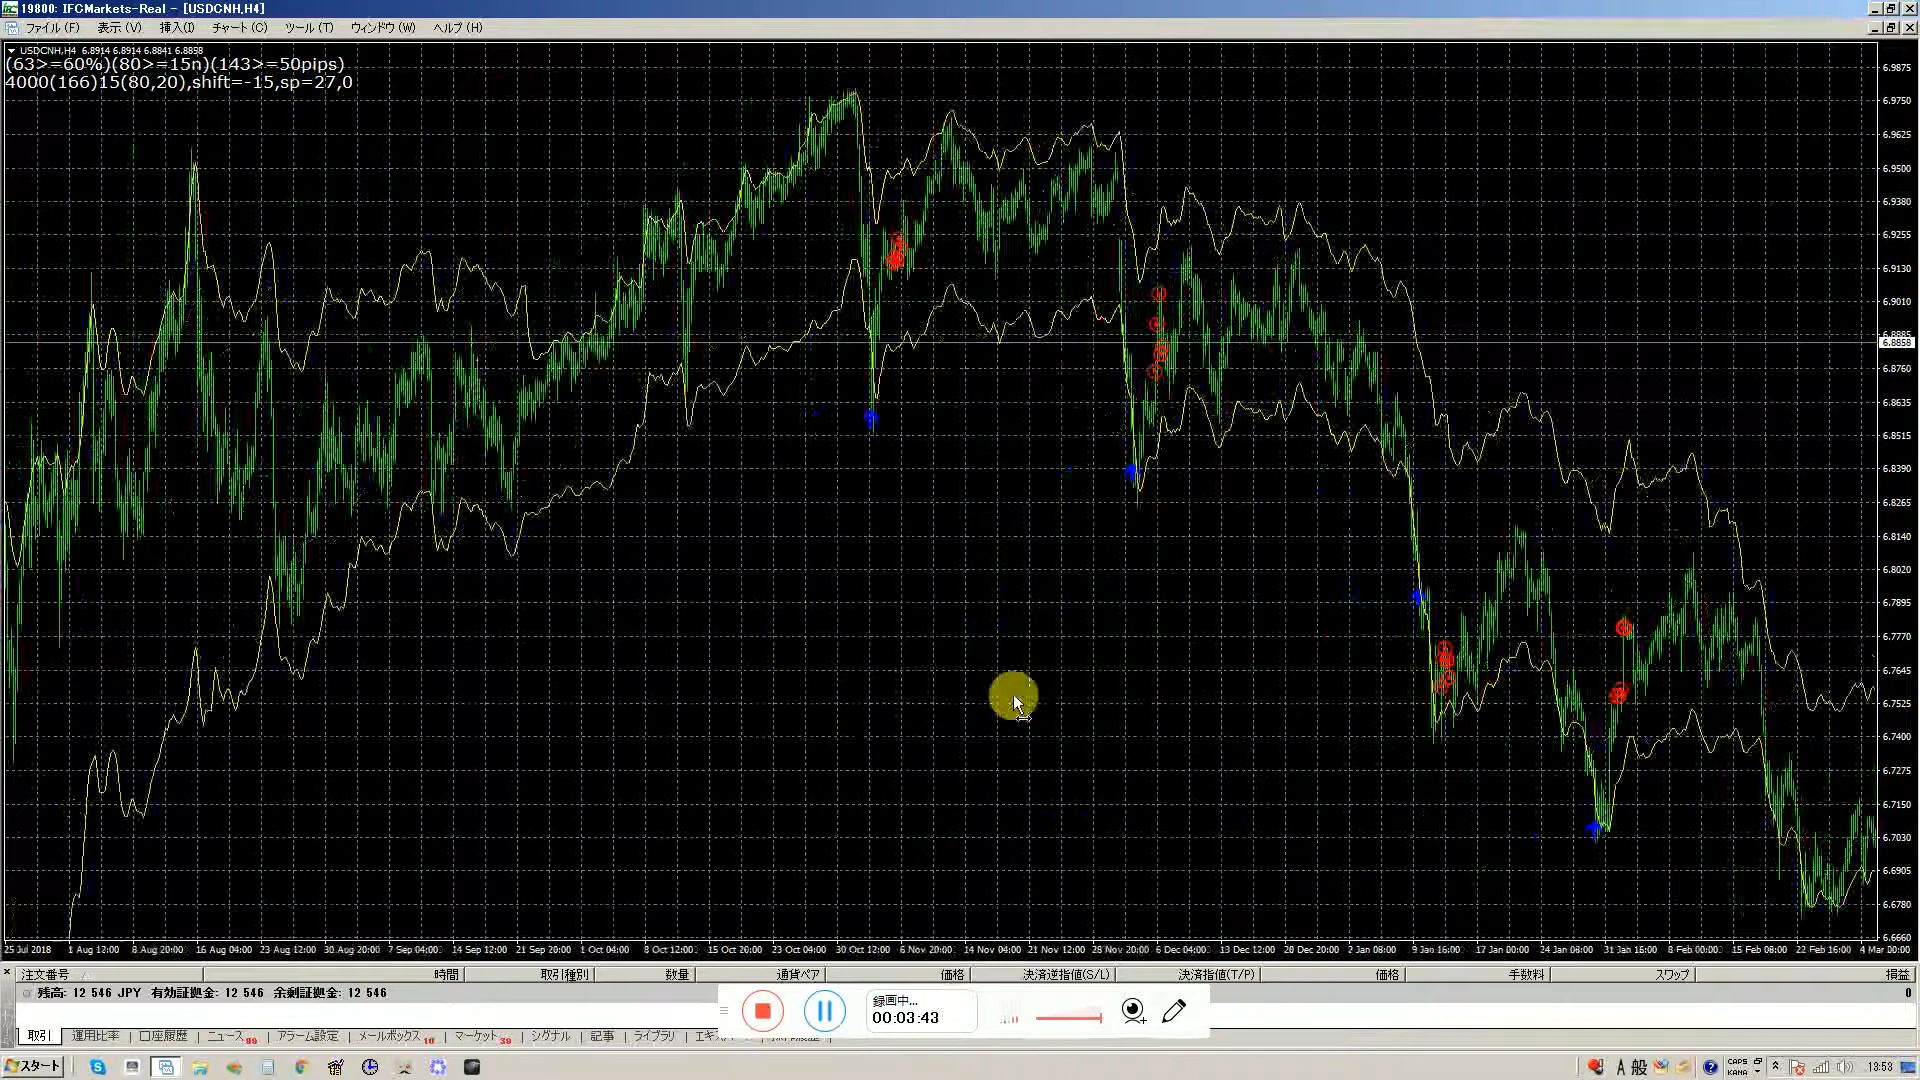 19800: IFCMarkets-Real - [USDCNH,H4]
ファイル (F) 表示 (V) 挿入(I) チャート (C) ツール (T) ウィンドウ (W) ヘルプ (H)
USDCNH,H4 6.8914 6.8914 6.8841 6.8858
(63>=60%)(80>=15n)(143>=50pips)
4000(166)15(80,20),shift=-15,sp=27,0
6.9875
6.9750
6.9625
6.9500
6.9380
6.9255
6.9130
6.9010
6.8885
6.8858
6.8760
6.8635
6.8515
6.8390
6.8265
6.8140
6.8020
6.7895
6.7770
6.7645
6.7525
6.7400
6.7275
6.7150
6.7030
6.6905
6.6780
6.6660
25 Jul 2018 1 Aug 12:00 8 Aug 20:00 16 Aug 04:00 23 Aug 12:00 30 Aug 20:00 7 Sep 04:00 14 Sep 12:00 21 Sep 20:00 1 Oct 04:00 8 Oct 12:00 15 Oct 20:00 23 Oct 04:00 30 Oct 12:00 6 Nov 20:00 14 Nov 04:00 21 Nov 12:00 28 Nov 20:00 6 Dec 04:00 13 Dec 12:00 20 Dec 20:00 2 Jan 08:00 9 Jan 16:00 17 Jan 00:00 24 Jan 08:00 31 Jan 16:00 8 Feb 00:00 15 Feb 08:00 22 Feb 16:00 4 Mar 00:00
注文番号 時間 取引種別 数量 通貨ペア 価格 決済逆指値(S/L) 決済指値(T/P) 価格 手数料 スワップ 損益
残高: 12 546 JPY 有効証拠金: 12 546 余剰証拠金: 12 546 0
録画中...
00:03:43
取引 運用比率 口座履歴 ニュース アラーム設定 メールボックス マーケット シグナル 記事 ライブラリ エキ
スタート A 般 CAPS KANA 13:53